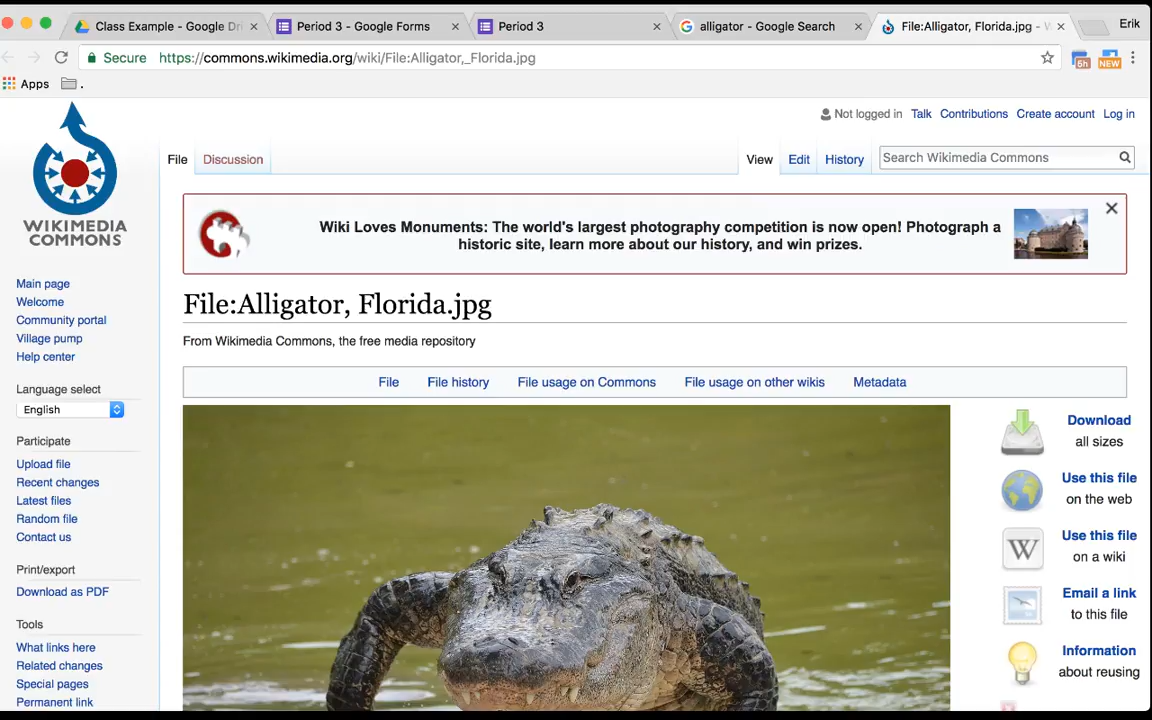 Class Example - Google Dri
Period 3 - Google Forms
Period 3
alligator - Google Search
File:Alligator, Florida.jpg - W
Erik
Secure
https://commons.wikimedia.org/wiki/File:Alligator,_Florida.jpg
5h
NEW
Apps
.
Not logged in Talk Contributions Create account Log in
WIKIMEDIA
COMMONS
File
Discussion
View
Edit
History
Search Wikimedia Commons
Wiki Loves Monuments: The world's largest photography competition is now open! Photograph a
historic site, learn more about our history, and win prizes.
File:Alligator, Florida.jpg
From Wikimedia Commons, the free media repository
File
File history
File usage on Commons
File usage on other wikis
Metadata
Main page
Welcome
Community portal
Village pump
Help center
Language select
English
Participate
Upload file
Recent changes
Latest files
Random file
Contact us
Print/export
Download as PDF
Tools
What links here
Related changes
Special pages
Permanent link
Download
all sizes
Use this file
on the web
W
Use this file
on a wiki
Email a link
to this file
Information
about reusing